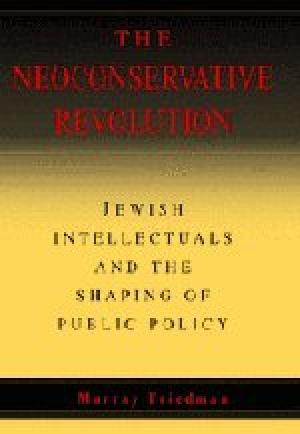 THE
NEOCONSERVATIVE
REVOLUTION
JEWISH
INTELLECTUALS
AND THE
SHAPING OF
PUBLIC POLICY
Murray Friedman